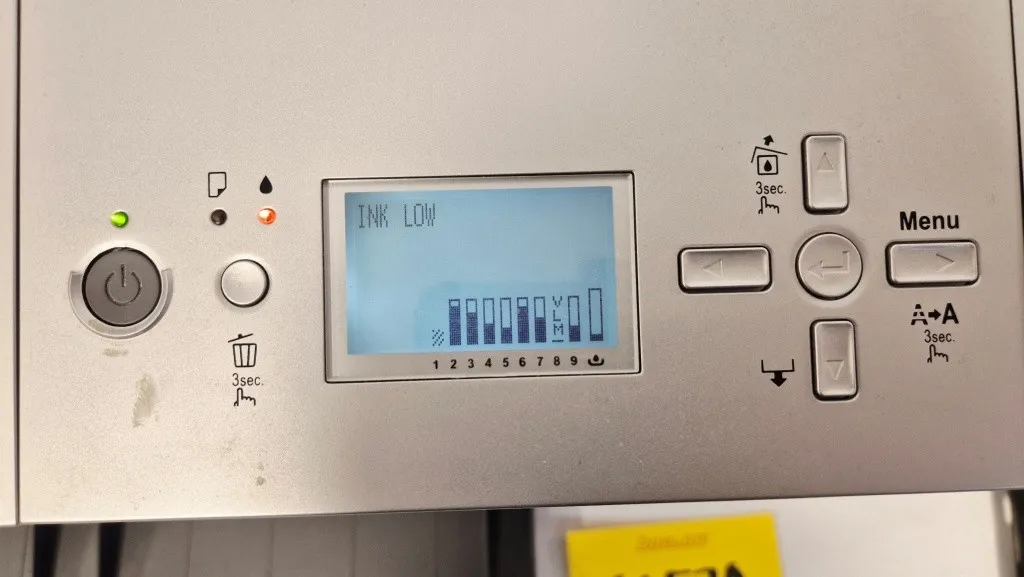 INK LOW
VLM
1 2 3 4 5 6 7 8 9
3sec.
3sec.
Menu
A➡A
3sec.